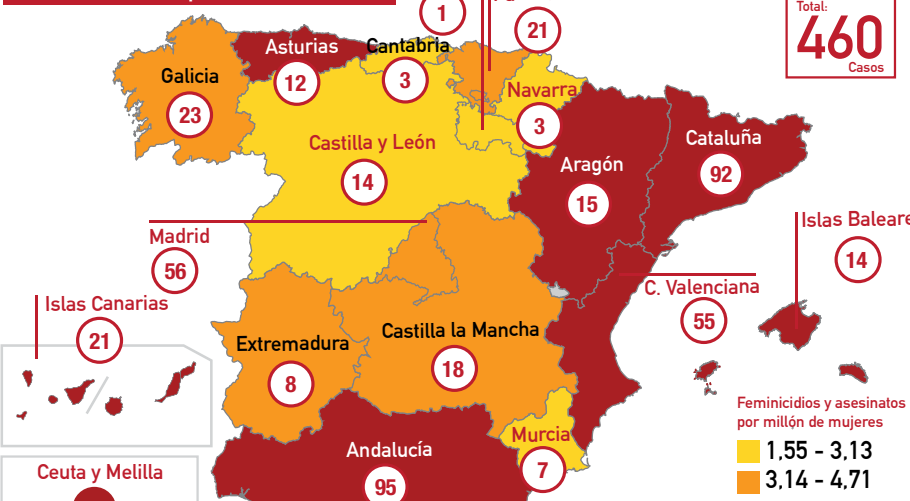 1
21
Total:
460
Casos
Asturias
12
Cantabria
3
Galicia
23
Navarra
3
Castilla y León
14
Aragón
15
Cataluña
92
Madrid
56
Islas Baleare
14
Islas Canarias
21
C. Valenciana
55
Extremadura
8
Castilla la Mancha
18
Feminicidios y asesinatos
por millón de mujeres
1,55 - 3,13
3,14 - 4,71
Murcia
7
Andalucía
95
Ceuta y Melilla